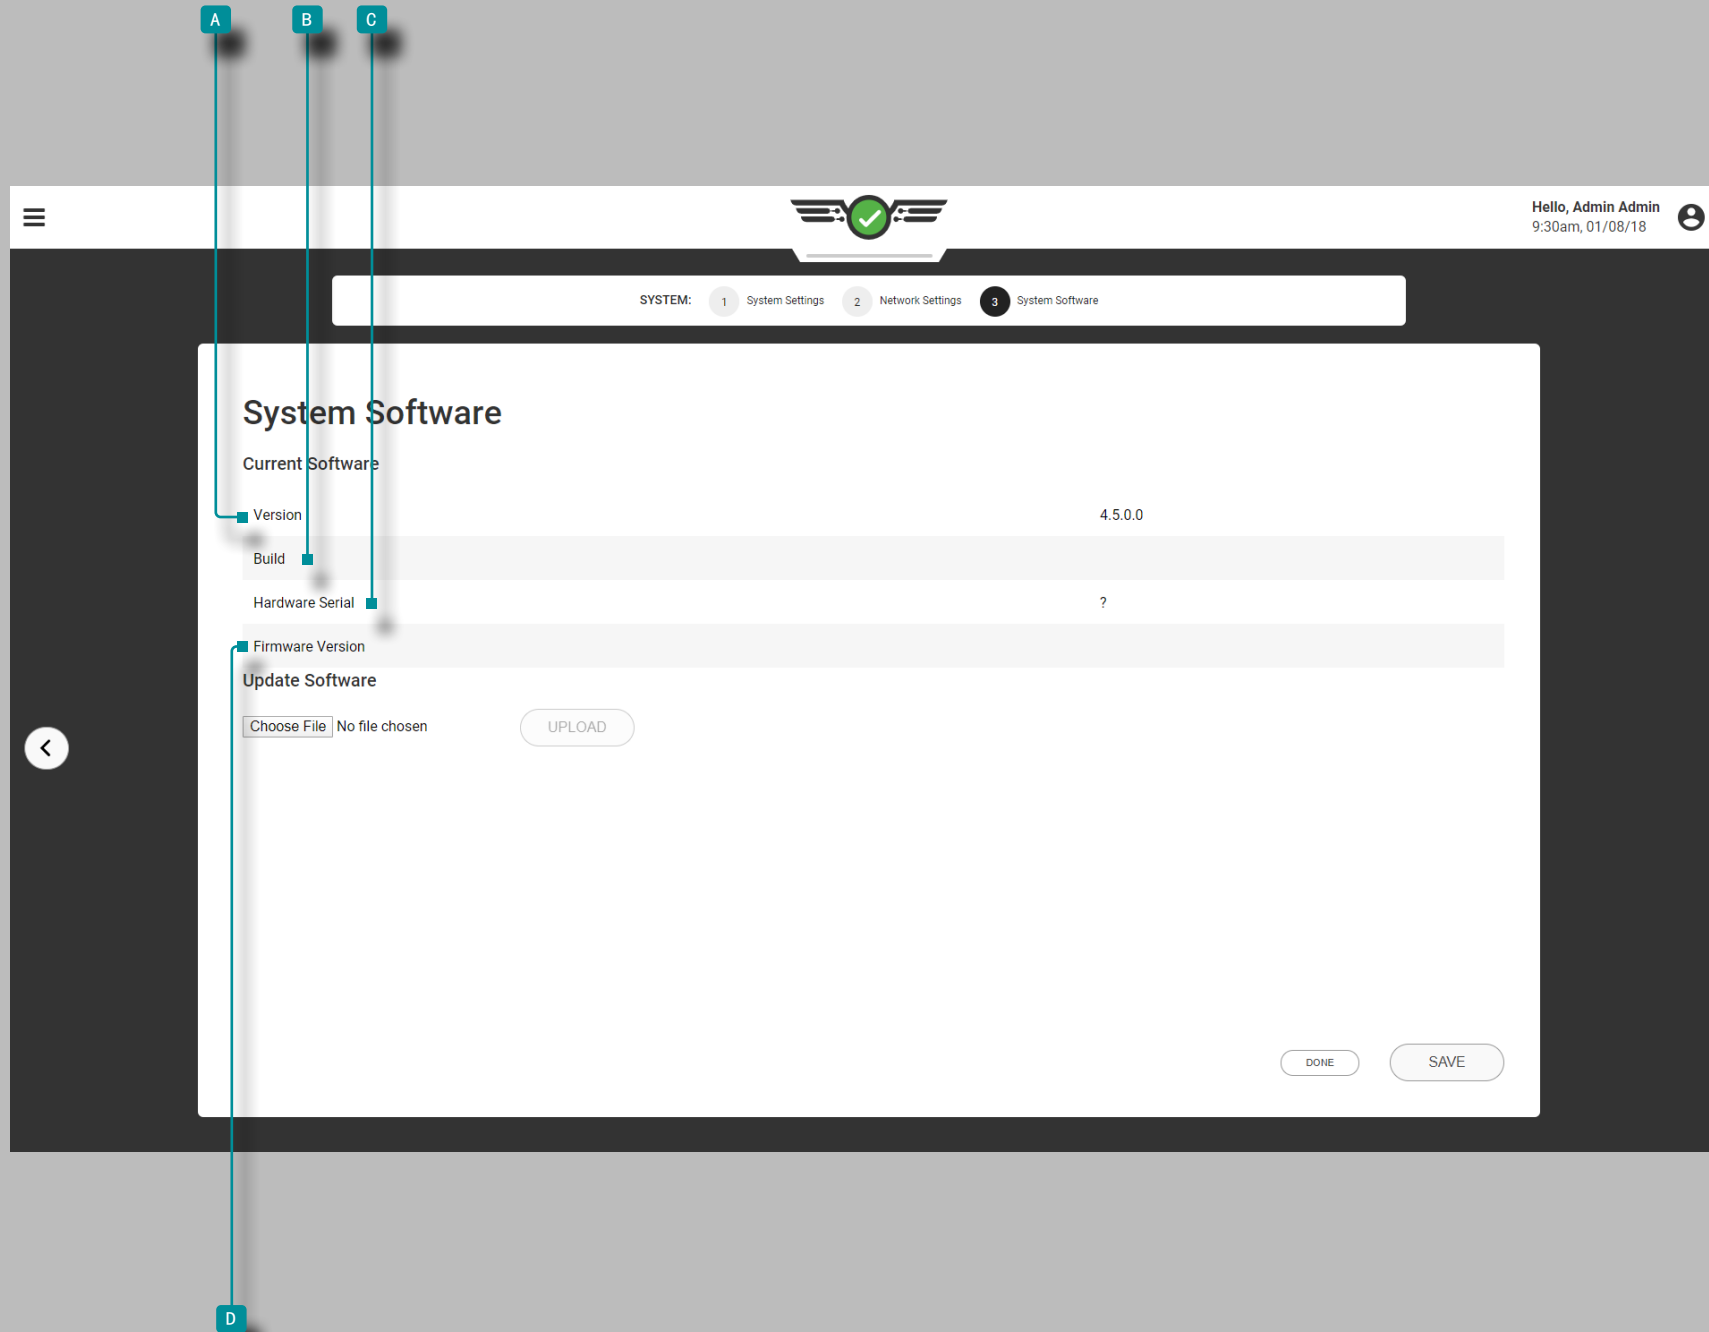 A B C
Hello, Admin Admin
9:30am, 01/08/18
SYSTEM: 1 System Settings 2 Network Settings 3 System Software
System Software
Current Software
Version 4.5.0.0
Build
Hardware Serial ?
Firmware Version
Update Software
Choose File No file chosen UPLOAD
DONE SAVE
D